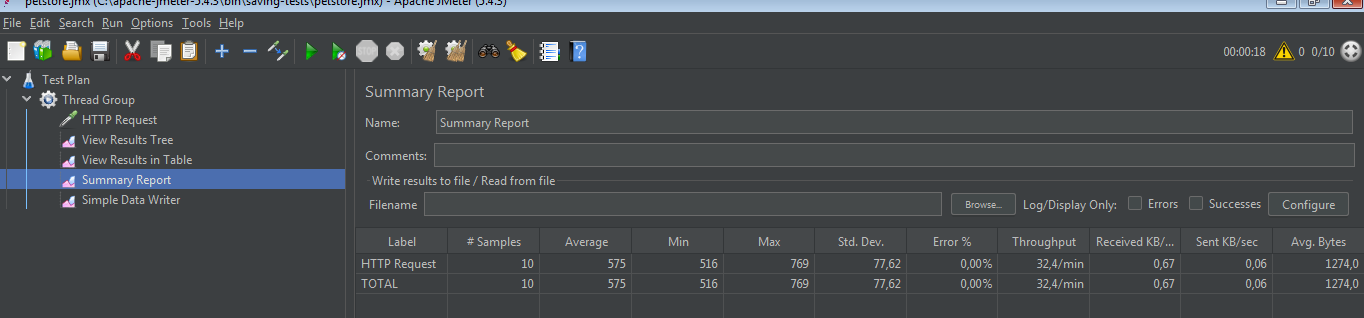 petstore.jmx (C:\apache-jmeter-5.4.3\bin\saving-tests\petstore.jmx) - Apache JMeter (5.4.3)
File Edit Search Run Options Tools Help
00:00:18 0 0/10
Test Plan
Thread Group
HTTP Request
View Results Tree
View Results in Table
Summary Report
Simple Data Writer
Summary Report
Name: Summary Report
Comments:
Write results to file / Read from file
Filename Browse... Log/Display Only: Errors Successes Configure
Label # Samples Average Min Max Std. Dev. Error % Throughput Received KB/... Sent KB/sec Avg. Bytes
HTTP Request 10 575 516 769 77,62 0,00% 32,4/min 0,67 0,06 1274,0
TOTAL 10 575 516 769 77,62 0,00% 32,4/min 0,67 0,06 1274,0